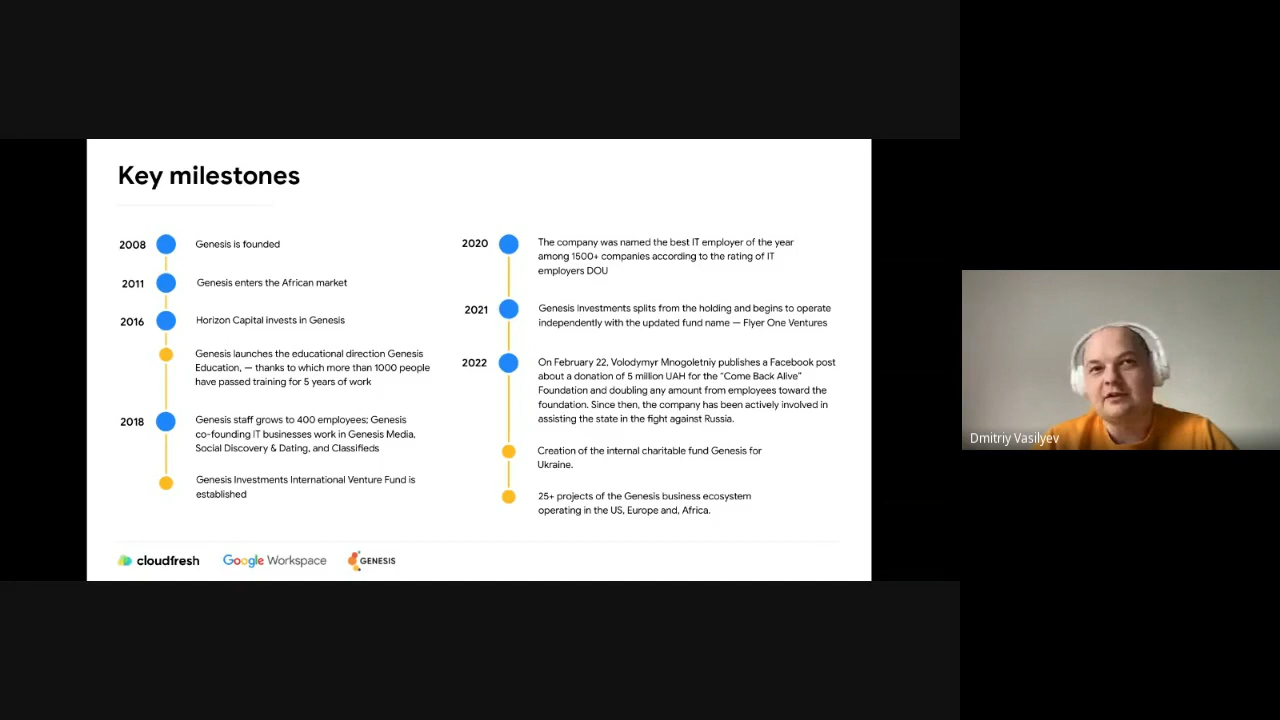 Key milestones
2008
Genesis is founded
2011
Genesis enters the African market
2016
Horizon Capital invests in Genesis
Genesis launches the educational direction Genesis
Education, — thanks to which more than 1000 people
have passed training for 5 years of work
2018
Genesis staff grows to 400 employees; Genesis
co-founding IT businesses work in Genesis Media,
Social Discovery & Dating, and Classifieds
Genesis Investments International Venture Fund is
established
2020
The company was named the best IT employer of the year
among 1500+ companies according to the rating of IT
employers DOU
2021
Genesis Investments splits from the holding and begins to operate
independently with the updated fund name — Flyer One Ventures
2022
On February 22, Volodymyr Mnogoletniy publishes a Facebook post
about a donation of 5 million UAH for the “Come Back Alive”
Foundation and doubling any amount from employees toward the
foundation. Since then, the company has been actively involved in
assisting the state in the fight against Russia.
Creation of the internal charitable fund Genesis for
Ukraine.
25+ projects of the Genesis business ecosystem
operating in the US, Europe and, Africa.
cloudfresh
Google Workspace
GENESIS
Dmitriy Vasilyev